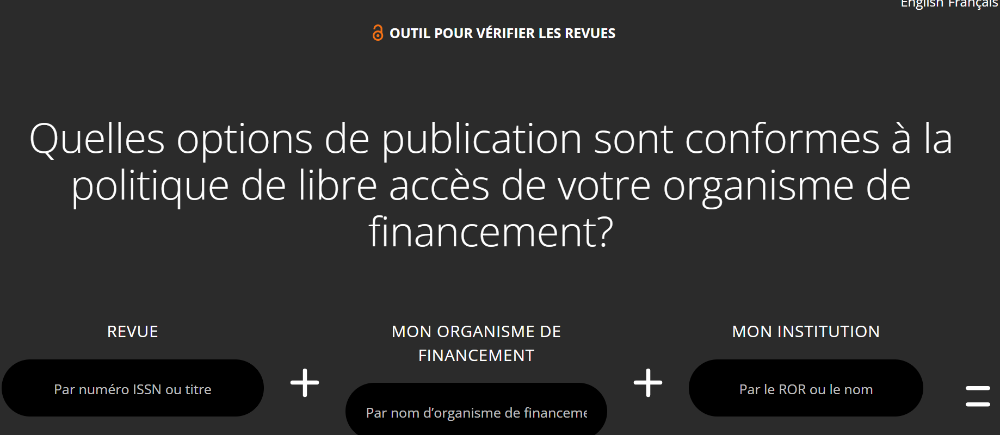 English Français
OUTIL POUR VÉRIFIER LES REVUES
Quelles options de publication sont conformes à la
politique de libre accès de votre organisme de
financement?
REVUE
MON ORGANISME DE
FINANCEMENT
MON INSTITUTION
Par numéro ISSN ou titre
+
Par nom d’organisme de financeme
+
Par le ROR ou le nom
=